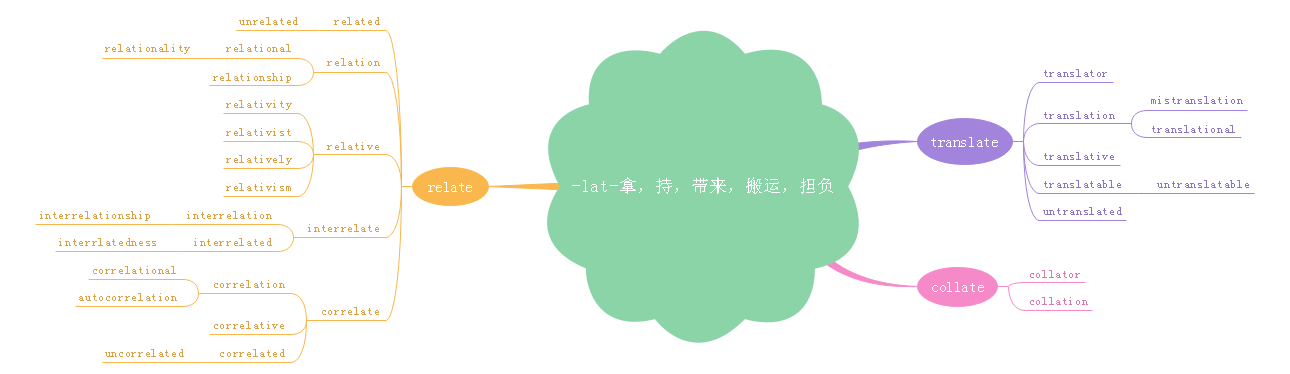 -lat-拿，持，带来，搬运，担负
translate
translator
translation
mistranslation
translational
translative
translatable
untranslatable
untranslated
collate
collator
collation
relate
related
unrelated
relation
relational
relationality
relationship
relative
relativity
relativist
relatively
relativism
interrelate
interrelation
interrelationship
interrelated
interrlatedness
correlate
correlation
correlational
autocorrelation
correlative
correlated
uncorrelated